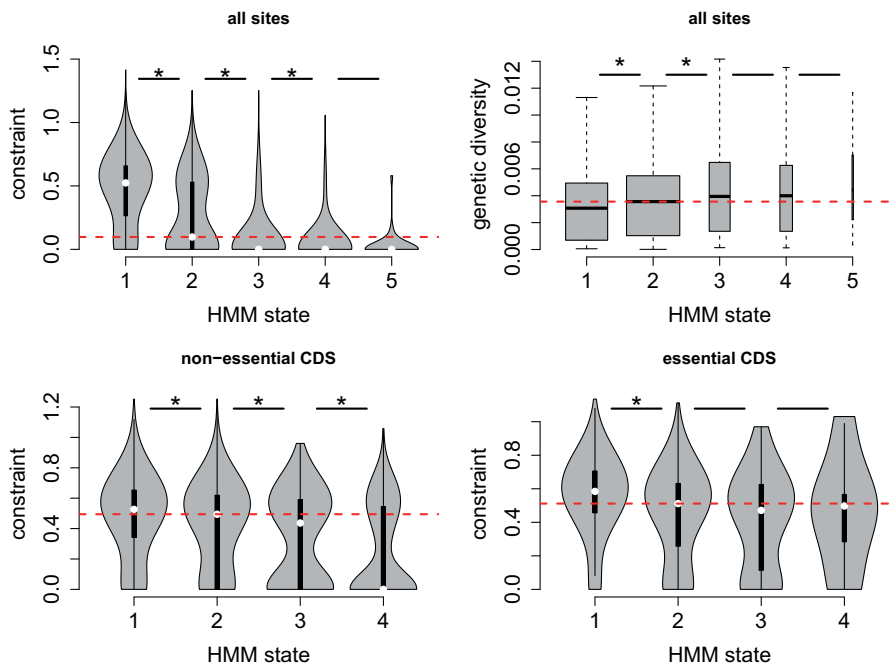 all sites
constraint
1.5
1.0
0.5
0.0
* * *
1 2 3 4 5
HMM state
all sites
genetic diversity
0.012
0.006
0.000
* *
1 2 3 4 5
HMM state
non−essential CDS
constraint
1.2
0.8
0.4
0.0
* * *
1 2 3 4
HMM state
essential CDS
constraint
0.8
0.4
0.0
*
1 2 3 4
HMM state